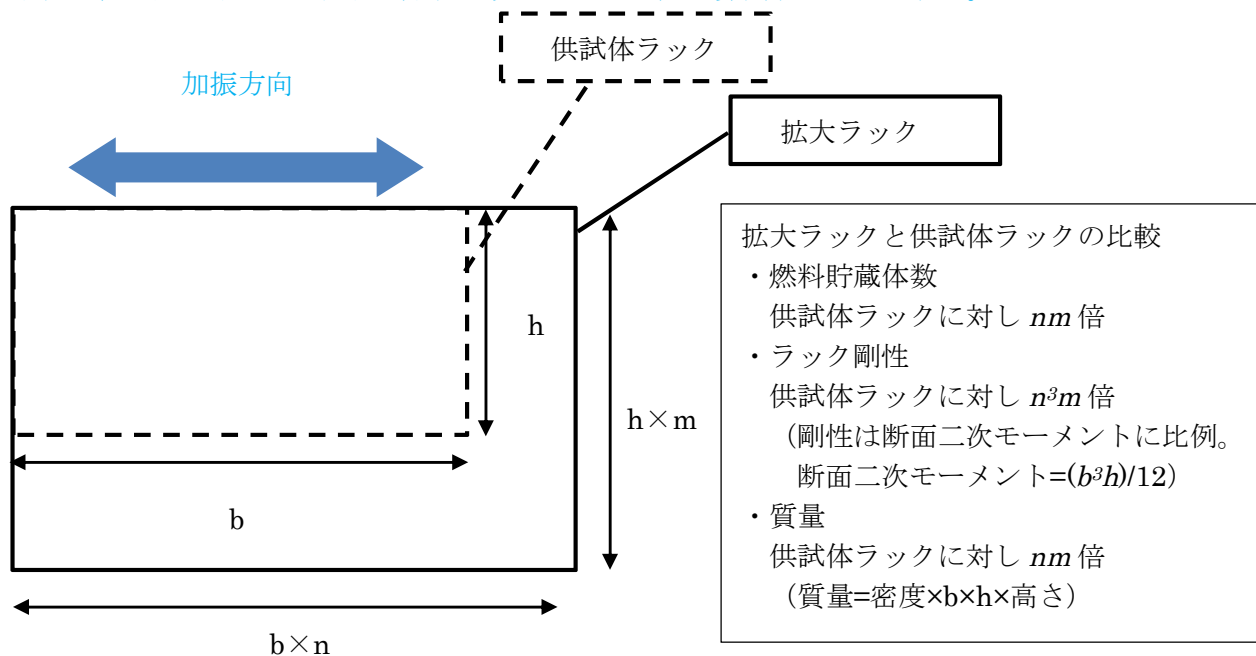 供試体ラック
加振方向
拡大ラック
h
h×m
b
b×n
拡大ラックと供試体ラックの比較
・燃料貯蔵体数
供試体ラックに対し nm 倍
・ラック剛性
供試体ラックに対し n³m 倍
（剛性は断面二次モーメントに比例。
断面二次モーメント=(b³h)/12）
・質量
供試体ラックに対し nm 倍
（質量=密度×b×h×高さ）